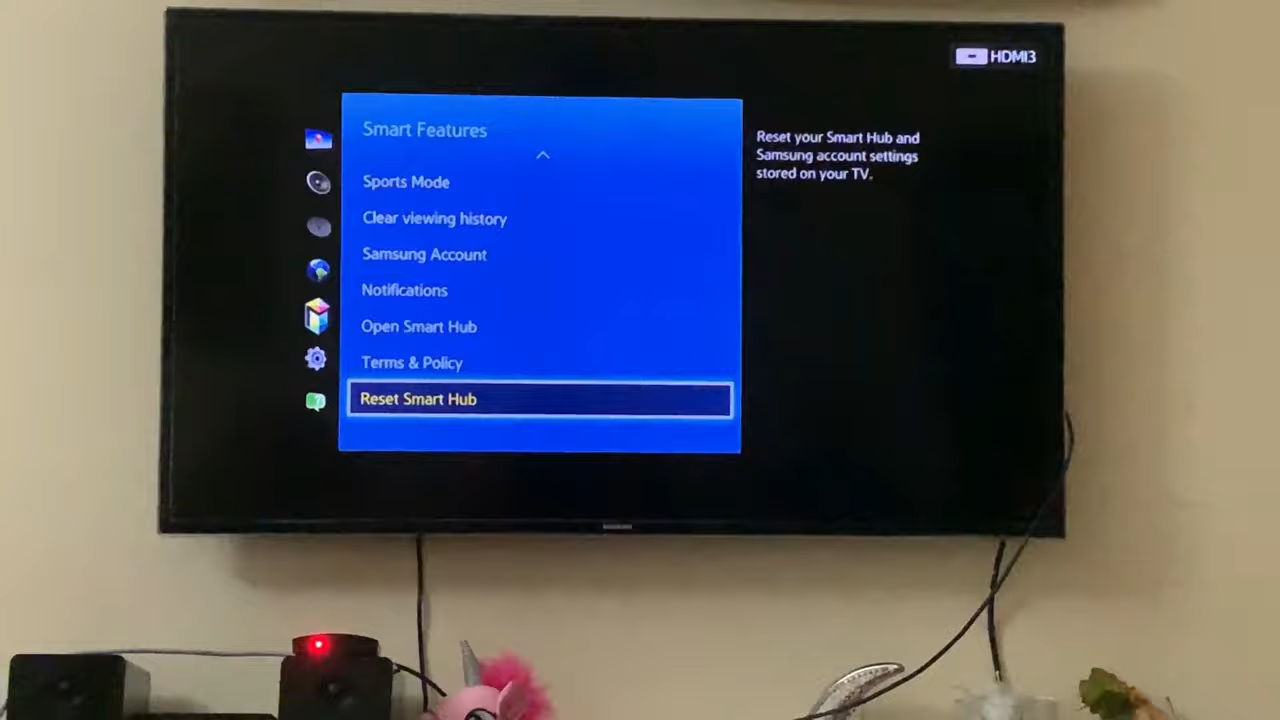 HDMI3
Smart Features
Sports Mode
Clear viewing history
Samsung Account
Notifications
Open Smart Hub
Terms & Policy
Reset Smart Hub
Reset your Smart Hub and
Samsung account settings
stored on your TV.